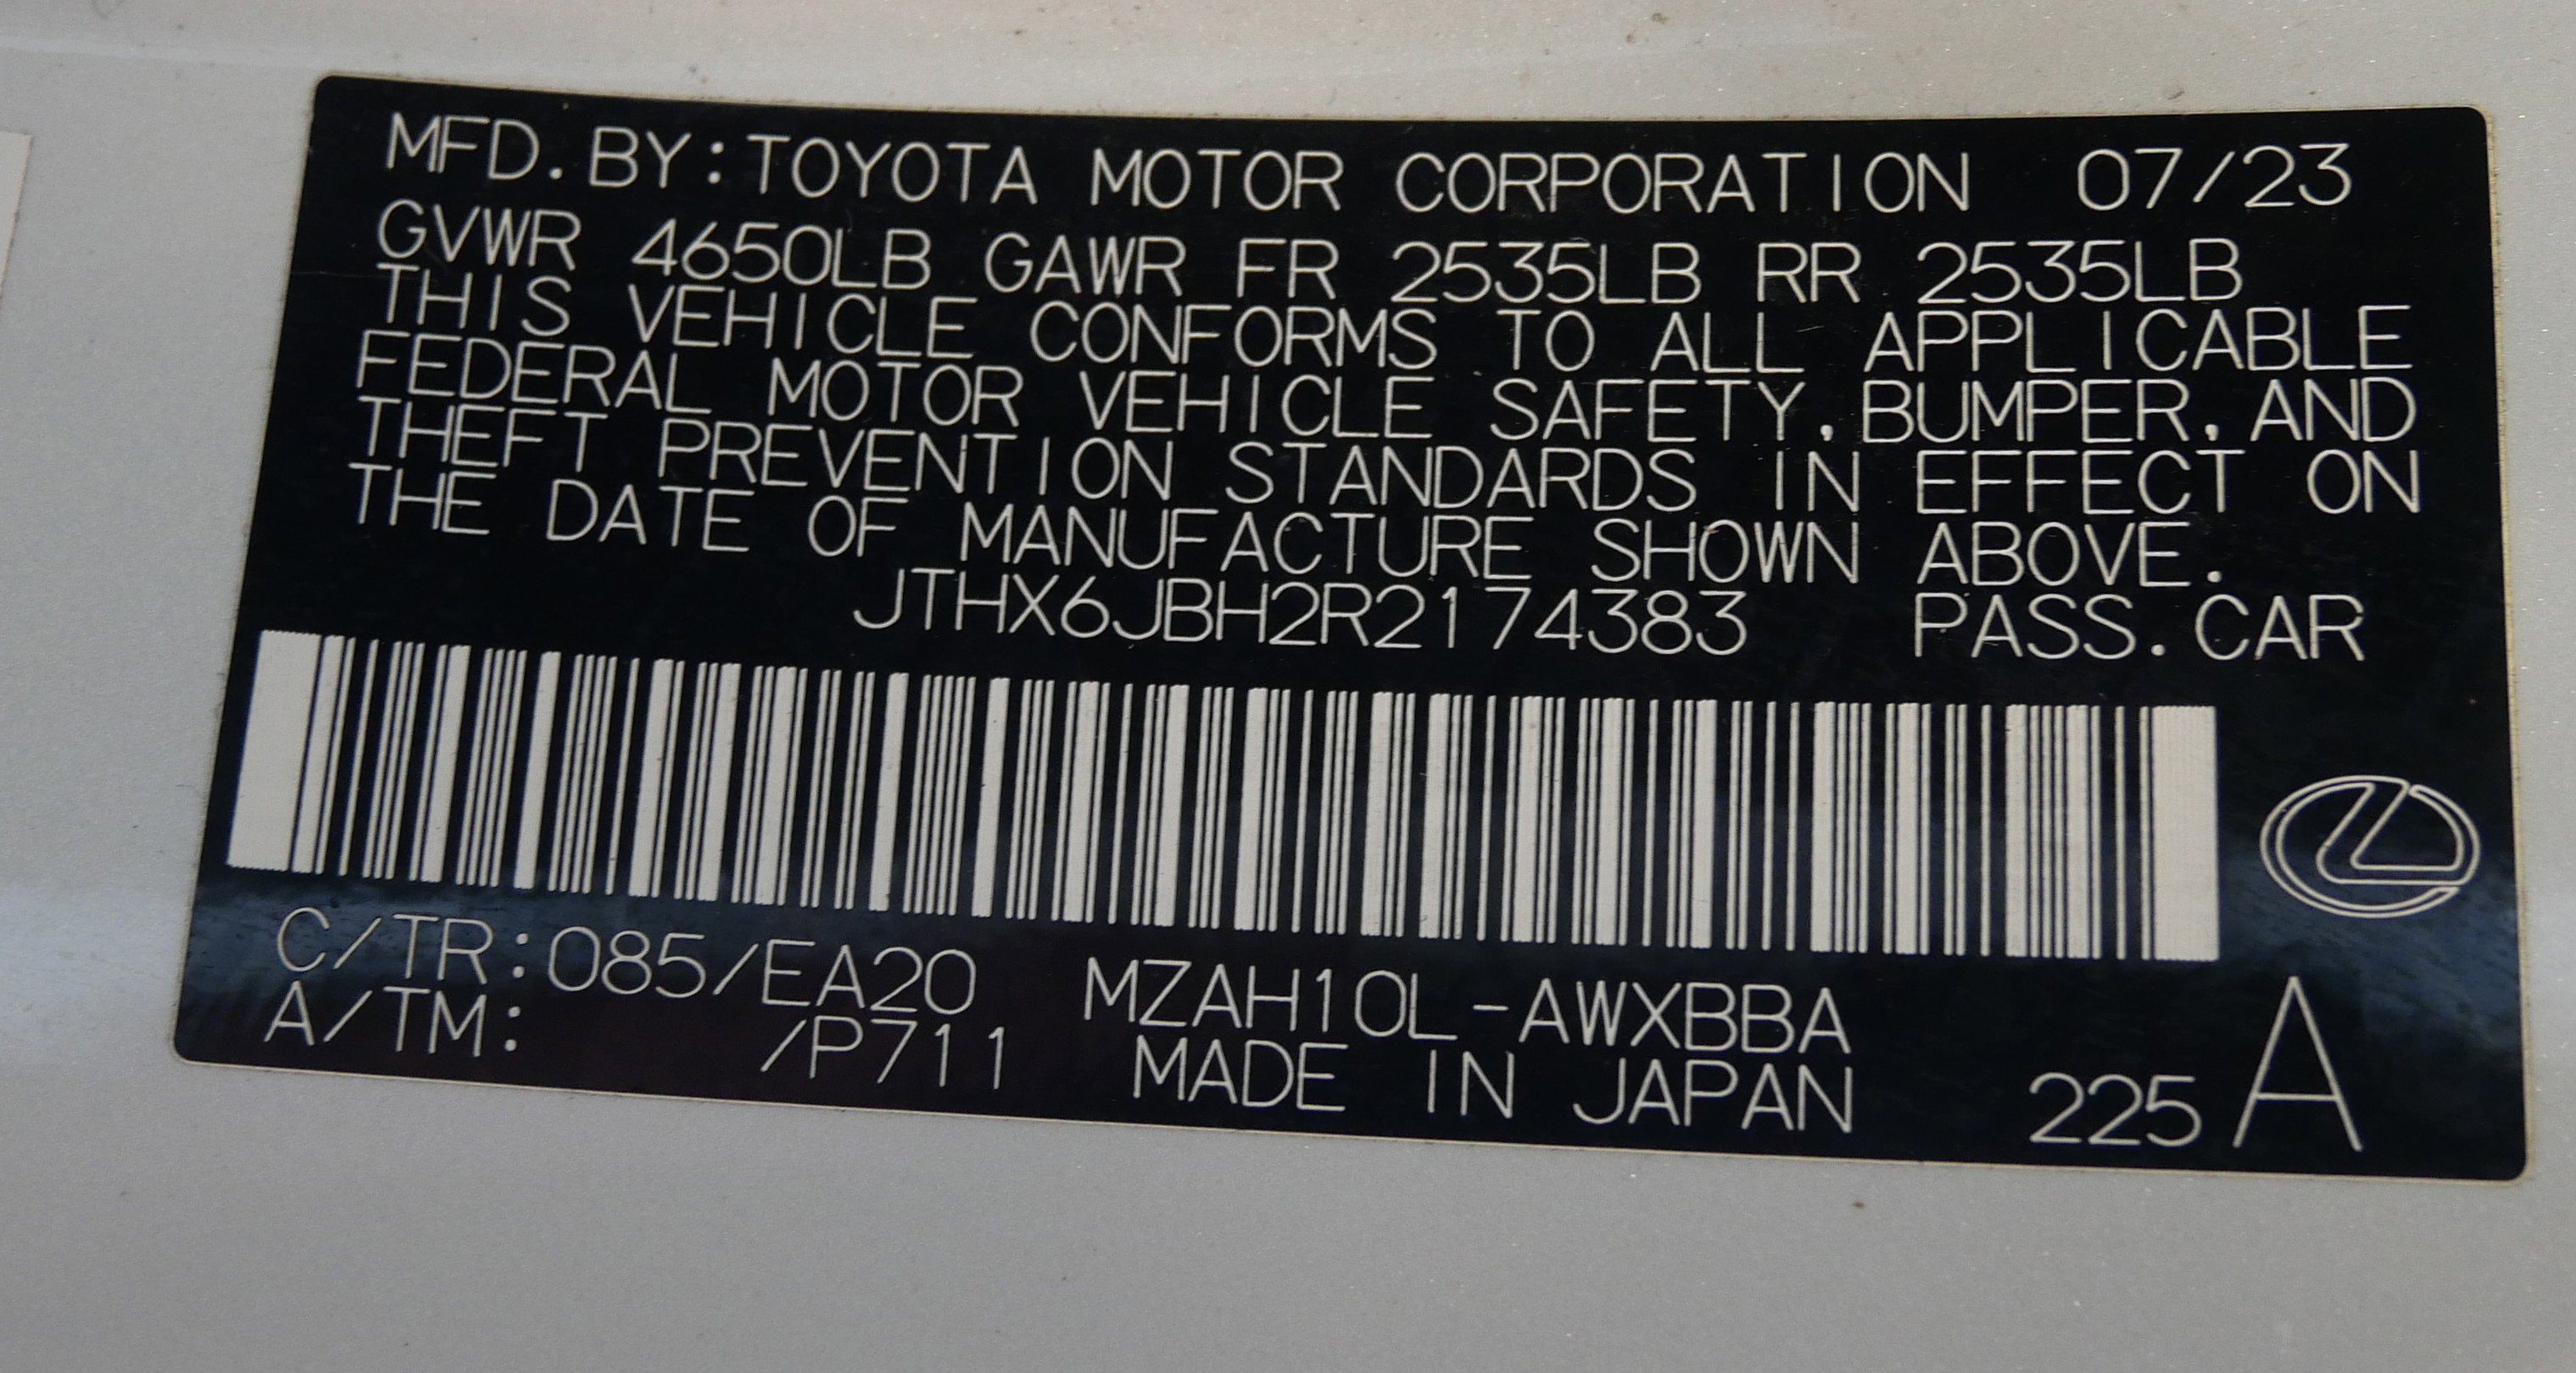 MFD. BY: TOYOTA MOTOR CORPORATION 07/23
GVWR 4650LB GAWR FR 2535LB RR 2535LB
THIS VEHICLE CONFORMS TO ALL APPLICABLE
FEDERAL MOTOR VEHICLE SAFETY, BUMPER, AND
THEFT PREVENTION STANDARDS IN EFFECT ON
THE DATE OF MANUFACTURE SHOWN ABOVE.
JTHX6JBH2R2174383 PASS. CAR
C/TR: 085/EA20 MZAH10L-AWXBBA
A/TM: /P711 MADE IN JAPAN 225 A